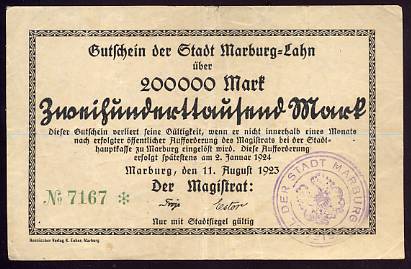 Gutschein der Stadt Marburg-Lahn
über
200000 Mark
Zweihunderttausend Mark
Dieser Gutschein verliert seine Gültigkeit, wenn er nicht innerhalb eines Monats
nach erfolgter öffentlicher Aufforderung des Magistrats bei der Stadt-
hauptkasse zu Marburg eingelöst wird. Diese Aufforderung
erfolgt spätestens am 2. Januar 1924
Marburg, den 11. August 1923
Der Magistrat:
№ 7167 *
Nur mit Stadtsiegel gültig
DER STADT MARBURG
Verlag K. Euker, Marburg